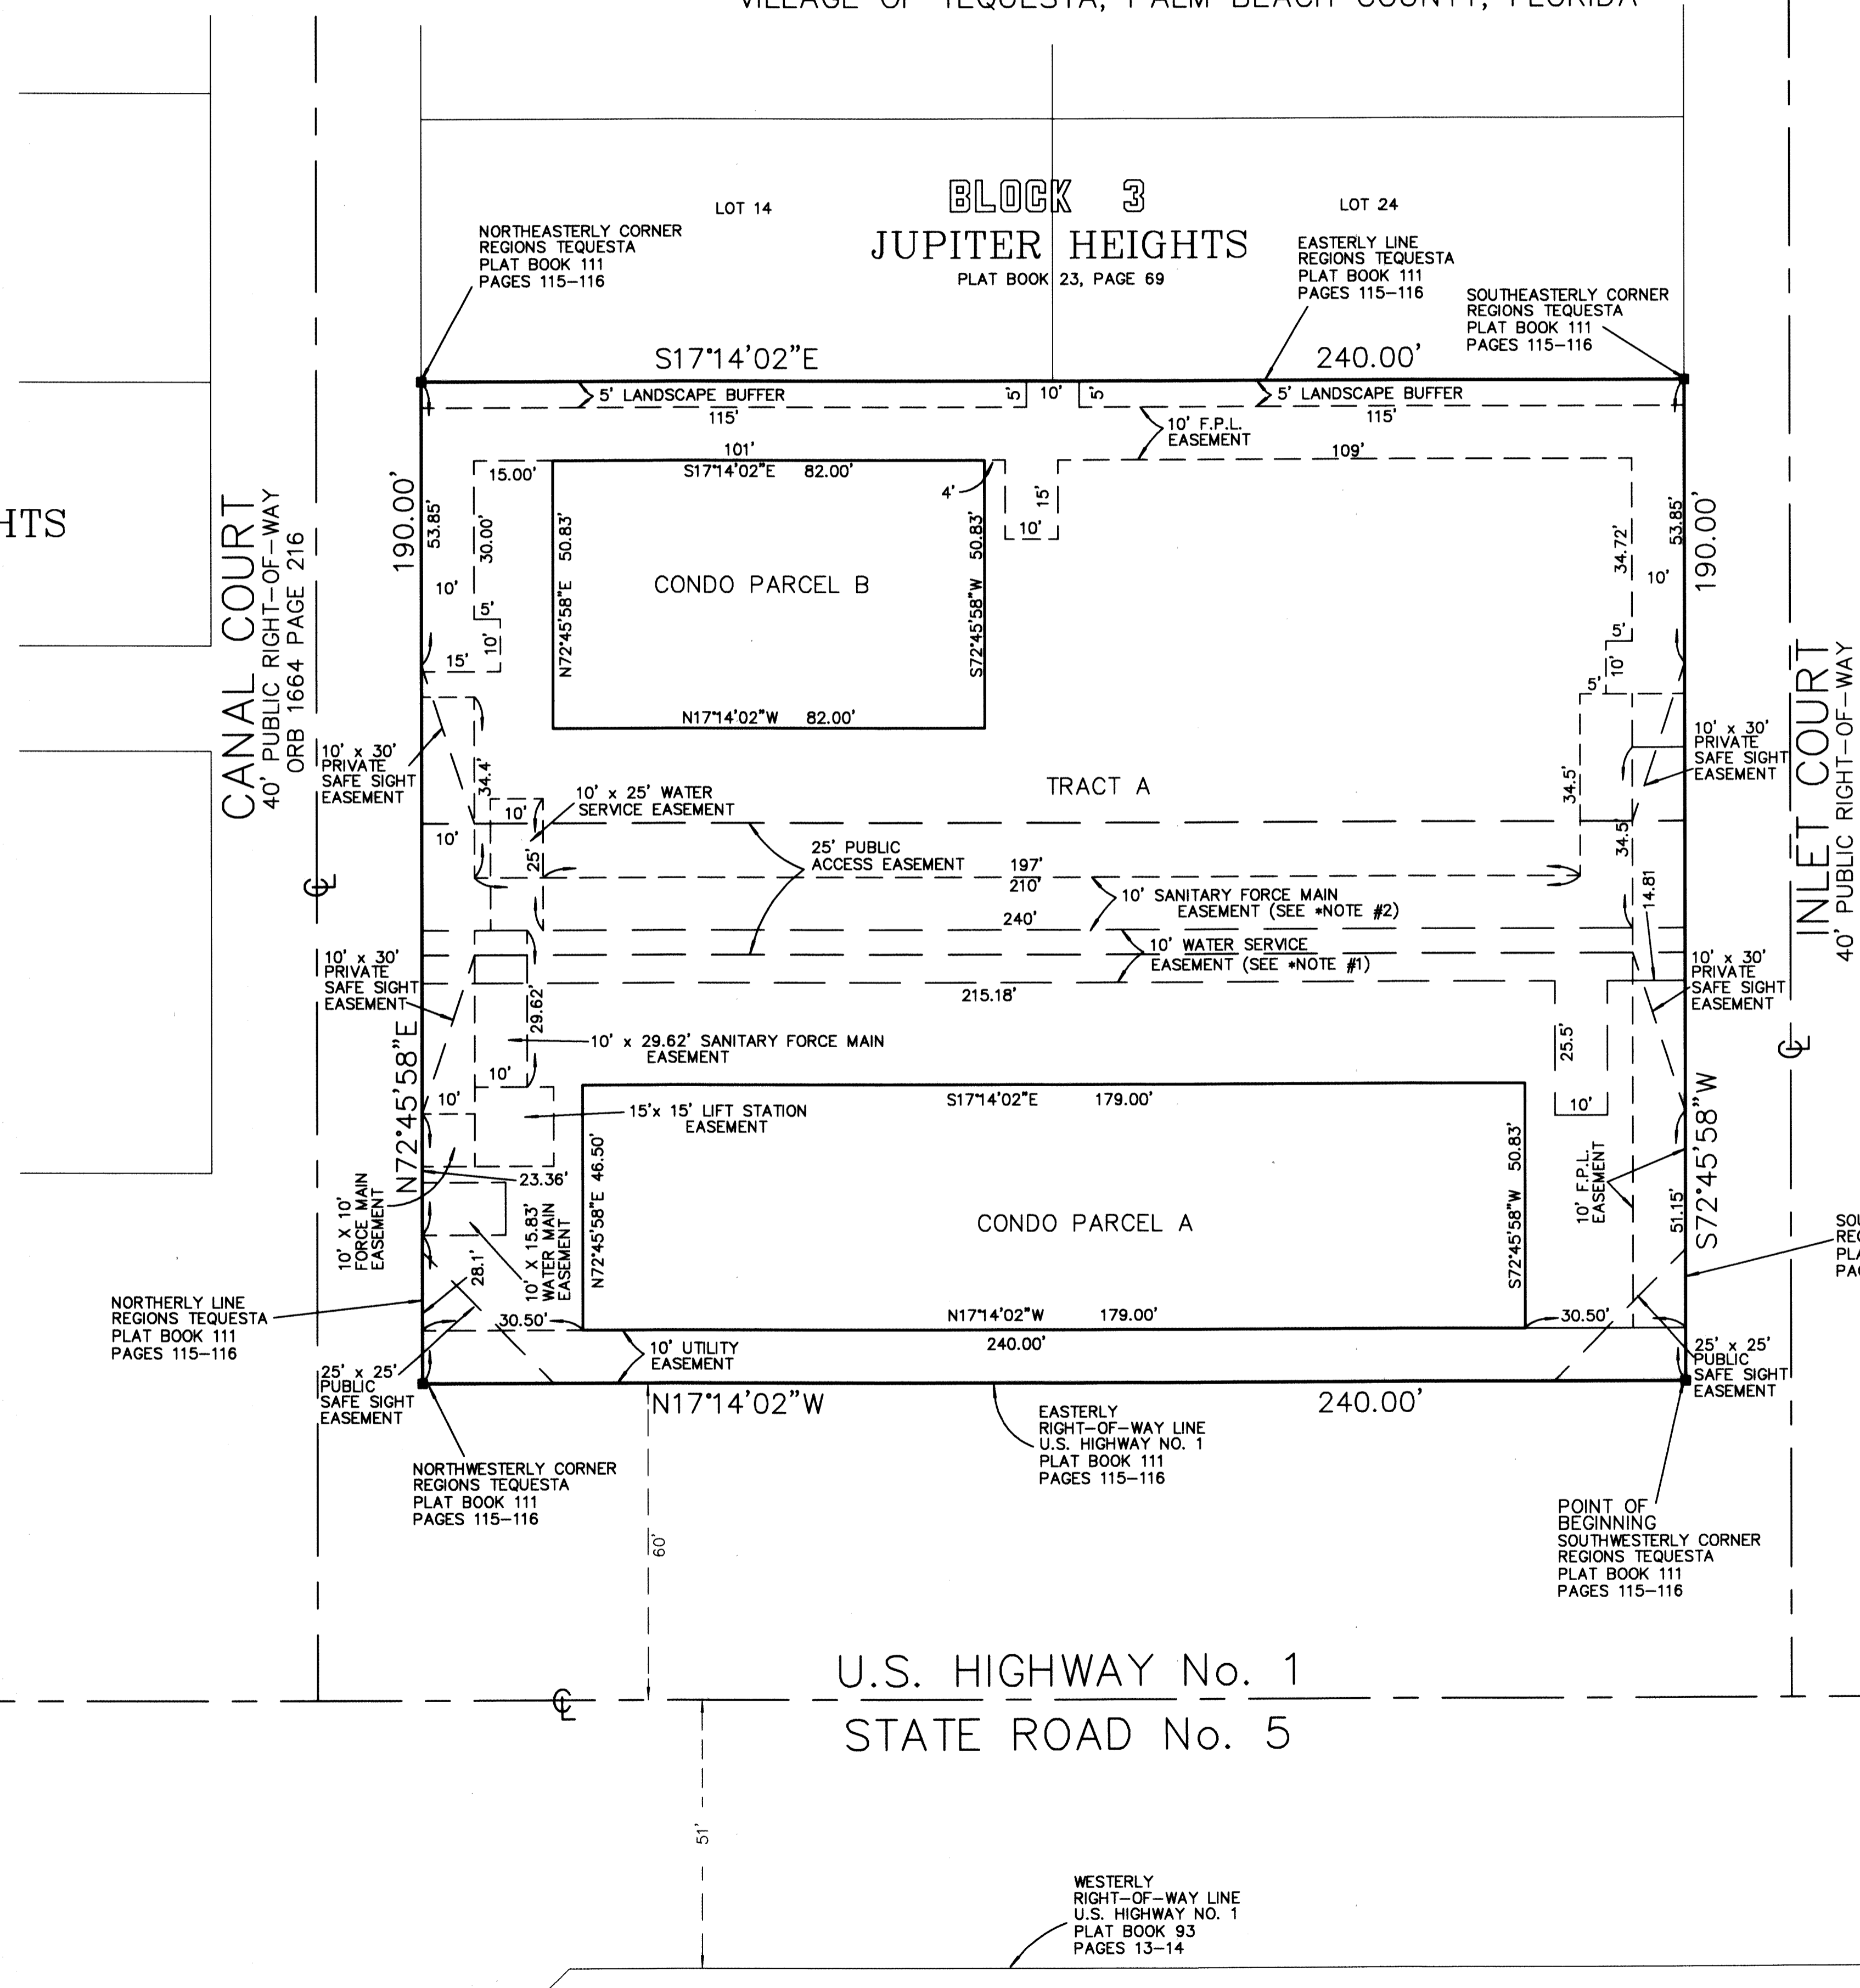 VILLAGE OF TEQUESTA, PALM BEACH COUNTY, FLORIDA
BLOCK 3
JUPITER HEIGHTS
PLAT BOOK 23, PAGE 69
LOT 14
LOT 24
NORTHEASTERLY CORNER
REGIONS TEQUESTA
PLAT BOOK 111
PAGES 115-116
EASTERLY LINE
REGIONS TEQUESTA
PLAT BOOK 111
PAGES 115-116
SOUTHEASTERLY CORNER
REGIONS TEQUESTA
PLAT BOOK 111
PAGES 115-116
S17°14'02"E
240.00'
5' LANDSCAPE BUFFER
115'
5'
10'
5'
5' LANDSCAPE BUFFER
115'
10' F.P.L.
EASEMENT
101'
109'
15.00'
S17°14'02"E 82.00'
4'
15'
10'
HTS
CANAL COURT
40' PUBLIC RIGHT-OF-WAY
ORB 1664 PAGE 216
190.00'
53.85'
30.00'
10'
5'
10'
15'
N72°45'58"E 50.83'
CONDO PARCEL B
S72°45'58"W 50.83'
N17°14'02"W 82.00'
34.72'
53.85'
190.00'
10'
5'
10'
5'
INLET COURT
40' PUBLIC RIGHT-OF-WAY
10' x 30'
PRIVATE
SAFE SIGHT
EASEMENT
34.4'
10'
10'
10' x 25' WATER
SERVICE EASEMENT
25'
TRACT A
25' PUBLIC
ACCESS EASEMENT
197'
210'
240'
10' SANITARY FORCE MAIN
EASEMENT (SEE *NOTE #2)
10' WATER SERVICE
EASEMENT (SEE *NOTE #1)
215.18'
34.5'
34.5'
14.81
10' x 30'
PRIVATE
SAFE SIGHT
EASEMENT
10' x 30'
PRIVATE
SAFE SIGHT
EASEMENT
10' x 30'
PRIVATE
SAFE SIGHT
EASEMENT
29.62'
10' x 29.62' SANITARY FORCE MAIN
EASEMENT
10'
10'
15'x 15' LIFT STATION
EASEMENT
25.5'
10'
N72°45'58"E
S72°45'58"W
S17°14'02"E 179.00'
N72°45'58"E 46.50'
CONDO PARCEL A
S72°45'58"W 50.83'
N17°14'02"W 179.00'
10' F.P.L.
EASEMENT
51.15'
23.36'
10' X 10'
FORCE MAIN
EASEMENT
10' X 15.83'
WATER MAIN
EASEMENT
28.1'
30.50'
30.50'
240.00'
10' UTILITY
EASEMENT
NORTHERLY LINE
REGIONS TEQUESTA
PLAT BOOK 111
PAGES 115-116
25' x 25'
PUBLIC
SAFE SIGHT
EASEMENT
25' x 25'
PUBLIC
SAFE SIGHT
EASEMENT
N17°14'02"W
240.00'
EASTERLY
RIGHT-OF-WAY LINE
U.S. HIGHWAY NO. 1
PLAT BOOK 111
PAGES 115-116
NORTHWESTERLY CORNER
REGIONS TEQUESTA
PLAT BOOK 111
PAGES 115-116
POINT OF
BEGINNING
SOUTHWESTERLY CORNER
REGIONS TEQUESTA
PLAT BOOK 111
PAGES 115-116
60'
U.S. HIGHWAY No. 1
STATE ROAD No. 5
51'
WESTERLY
RIGHT-OF-WAY LINE
U.S. HIGHWAY NO. 1
PLAT BOOK 93
PAGES 13-14